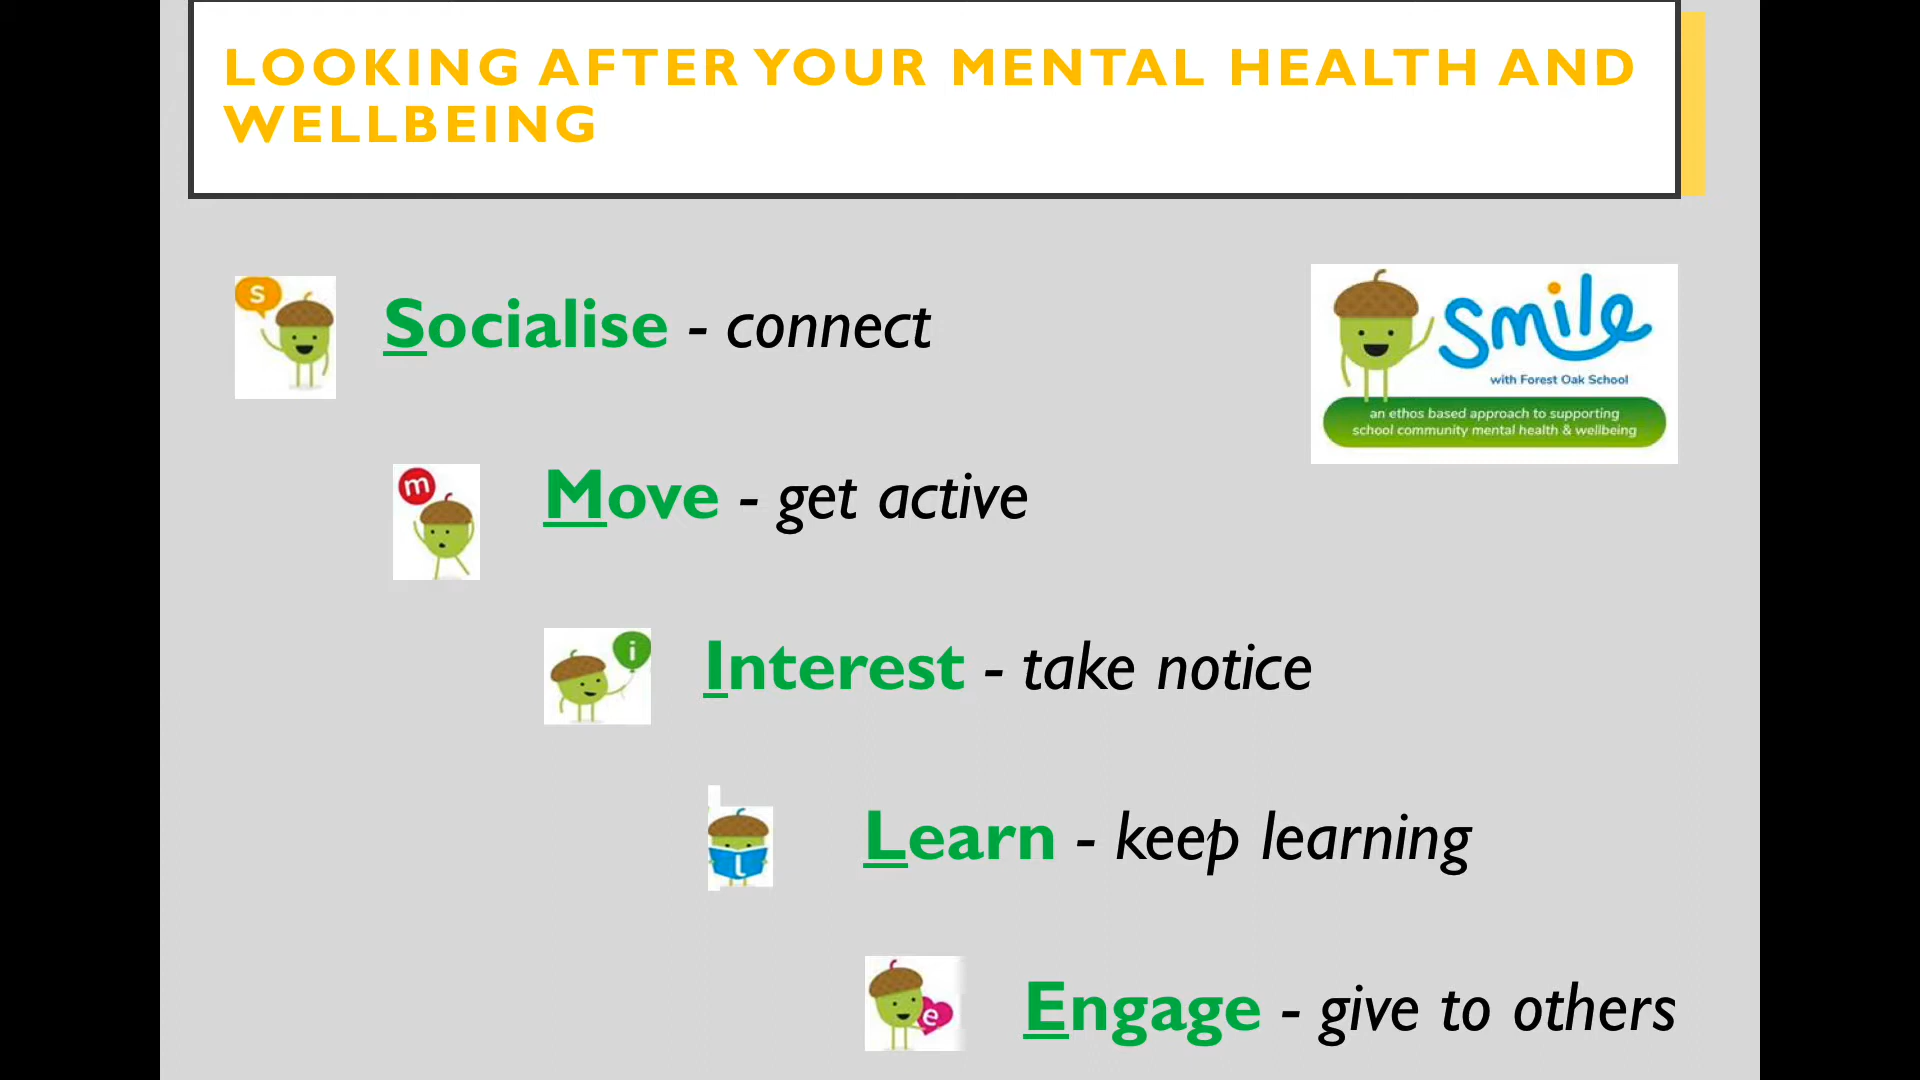 LOOKING AFTER YOUR MENTAL HEALTH AND
WELLBEING
s
Socialise - connect
smile
with Forest Oak School
an ethos based approach to supporting
school community mental health & wellbeing
m
Move - get active
i
Interest - take notice
l
Learn - keep learning
e
Engage - give to others